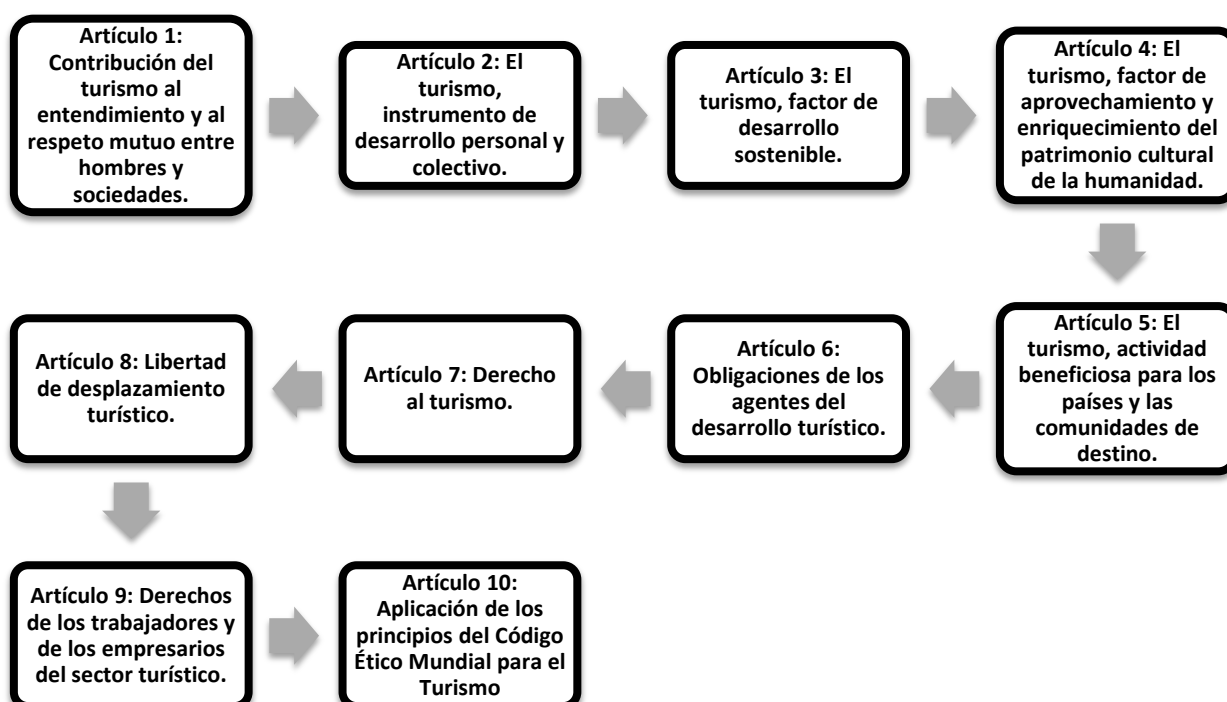 Artículo 1:
Contribución del
turismo al
entendimiento y al
respeto mutuo entre
hombres y
sociedades.
Artículo 2: El
turismo,
instrumento de
desarrollo personal y
colectivo.
Artículo 3: El
turismo, factor de
desarrollo
sostenible.
Artículo 4: El
turismo, factor de
aprovechamiento y
enriquecimiento del
patrimonio cultural
de la humanidad.
Artículo 5: El
turismo, actividad
beneficiosa para los
países y las
comunidades de
destino.
Artículo 6:
Obligaciones de los
agentes del
desarrollo turístico.
Artículo 7: Derecho
al turismo.
Artículo 8: Libertad
de desplazamiento
turístico.
Artículo 9: Derechos
de los trabajadores y
de los empresarios
del sector turístico.
Artículo 10:
Aplicación de los
principios del Código
Ético Mundial para el
Turismo